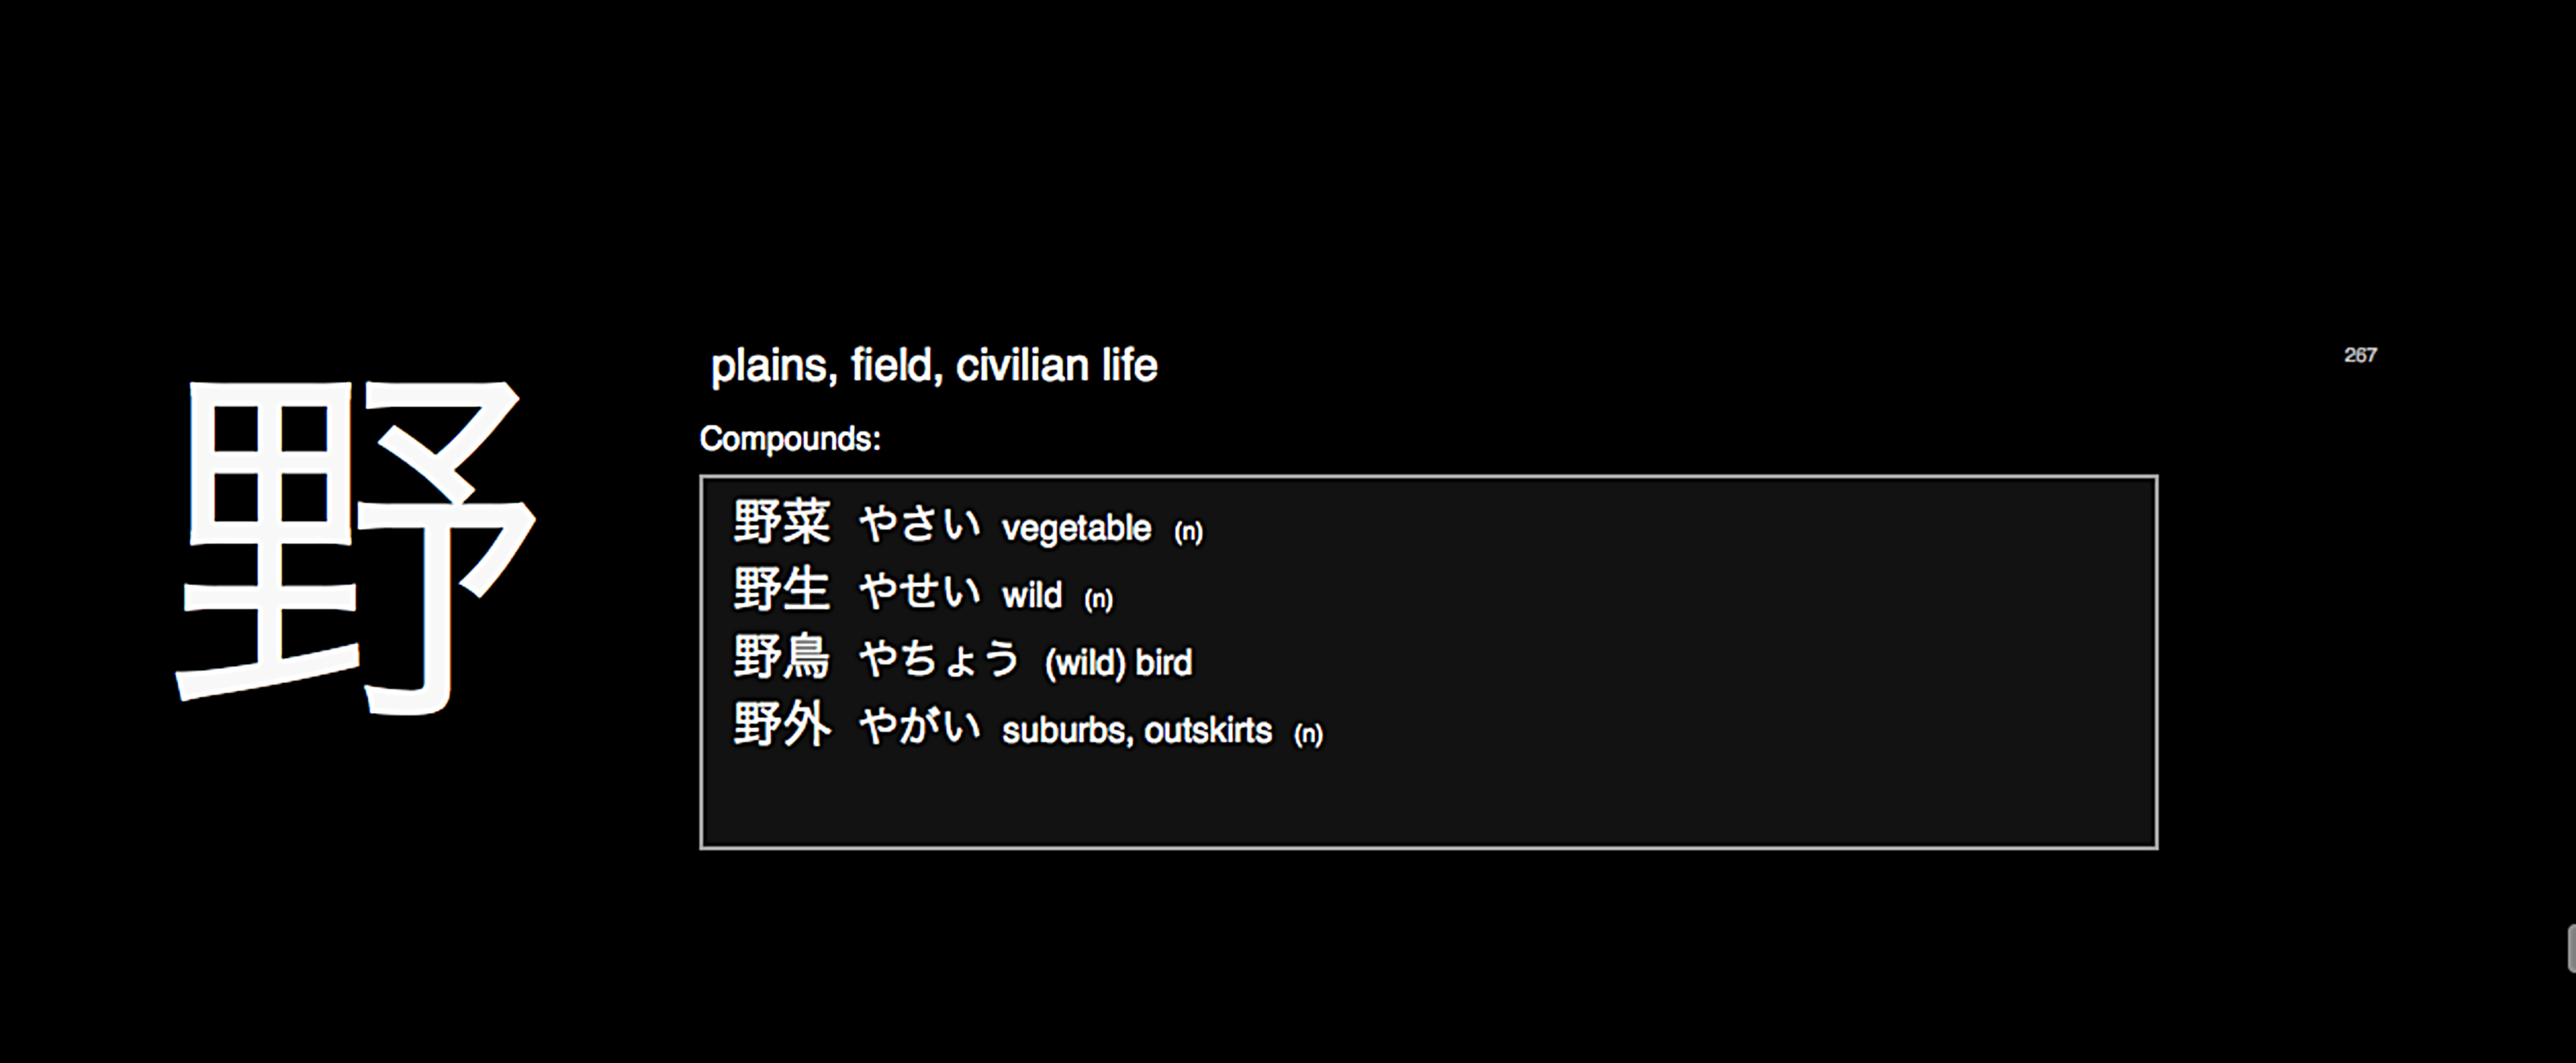 野
plains, field, civilian life
267
Compounds:
野菜 やさい vegetable (n)
野生 やせい wild (n)
野鳥 やちょう (wild) bird
野外 やがい suburbs, outskirts (n)